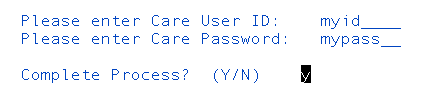 Please enter Care User ID: myid____
Please enter Care Password: mypass__
Complete Process? (Y/N) y